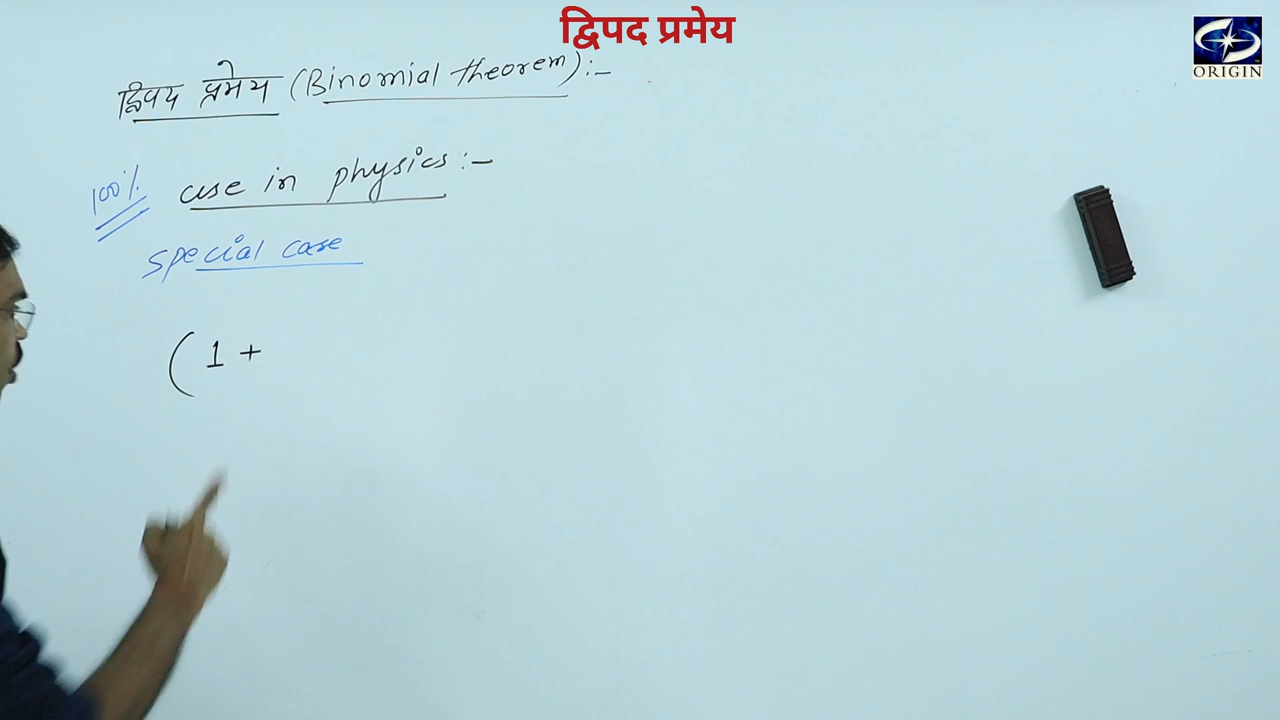 द्विपद प्रमेय
ORIGIN
द्विपद प्रमेय (Binomial theorem) :-
100% use in physics :-
special case
( 1 +